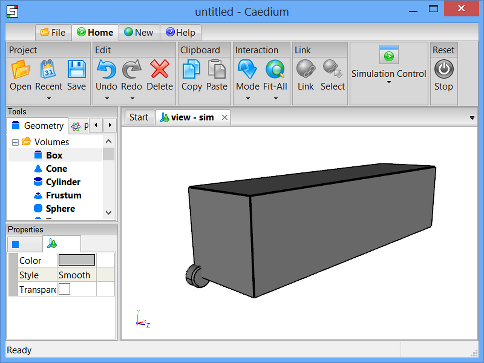 untitled - Caedium
File Home New Help
Project Edit Clipboard Interaction Link Reset
Open Recent Save Undo Redo Delete Copy Paste Mode Fit-All Link Select Simulation Control Stop
Tools
Geometry
Start view - sim
Volumes
Box
Cone
Cylinder
Frustum
Sphere
Properties
Color
Style Smooth
Transpare
Y
X Z
Ready